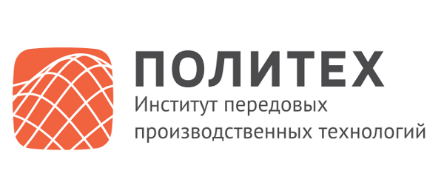 ПОЛИТЕХ
Институт передовых
производственных технологий